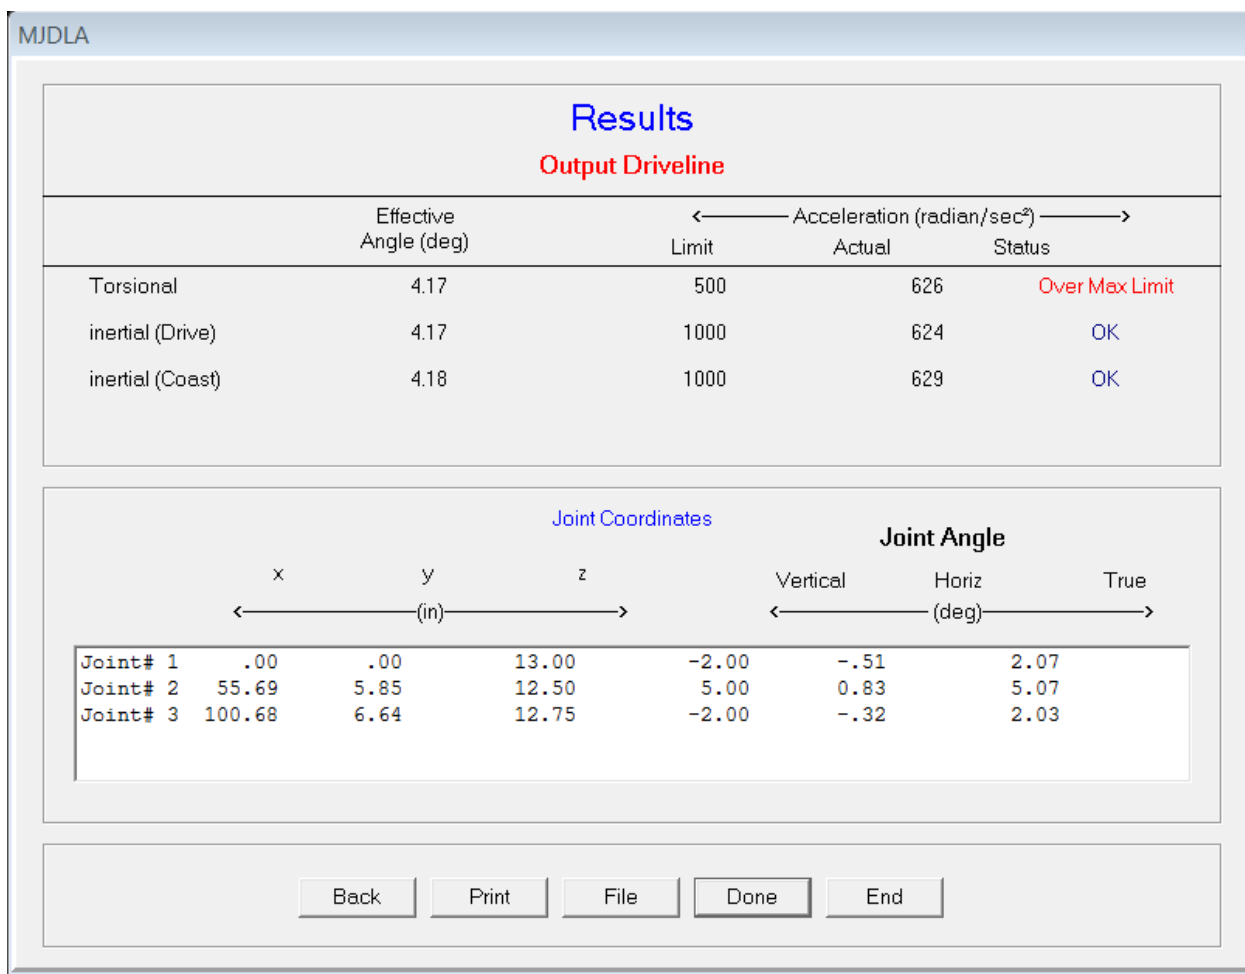 MJDLA
Results
Output Driveline
Effective Angle (deg) <——— Acceleration (radian/sec²) ———>
Limit Actual Status
Torsional 4.17 500 626 Over Max Limit
inertial (Drive) 4.17 1000 624 OK
inertial (Coast) 4.18 1000 629 OK
Joint Coordinates Joint Angle
x y z Vertical Horiz True
<———(in)———> <———(deg)———>
Joint# 1 .00 .00 13.00 -2.00 -.51 2.07
Joint# 2 55.69 5.85 12.50 5.00 0.83 5.07
Joint# 3 100.68 6.64 12.75 -2.00 -.32 2.03
Back Print File Done End